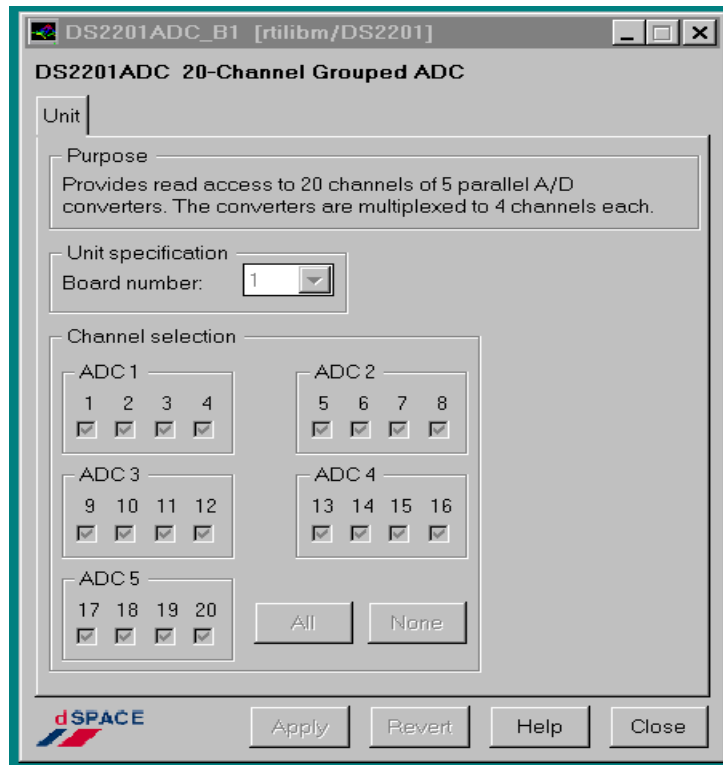 DS2201ADC_B1 [rtilibm/DS2201]
DS2201ADC 20-Channel Grouped ADC
Unit
Purpose
Provides read access to 20 channels of 5 parallel A/D
converters. The converters are multiplexed to 4 channels each.
Unit specification
Board number: 1
Channel selection
ADC 1
1 2 3 4
ADC 2
5 6 7 8
ADC 3
9 10 11 12
ADC 4
13 14 15 16
ADC 5
17 18 19 20
All None
dSPACE
Apply Revert Help Close